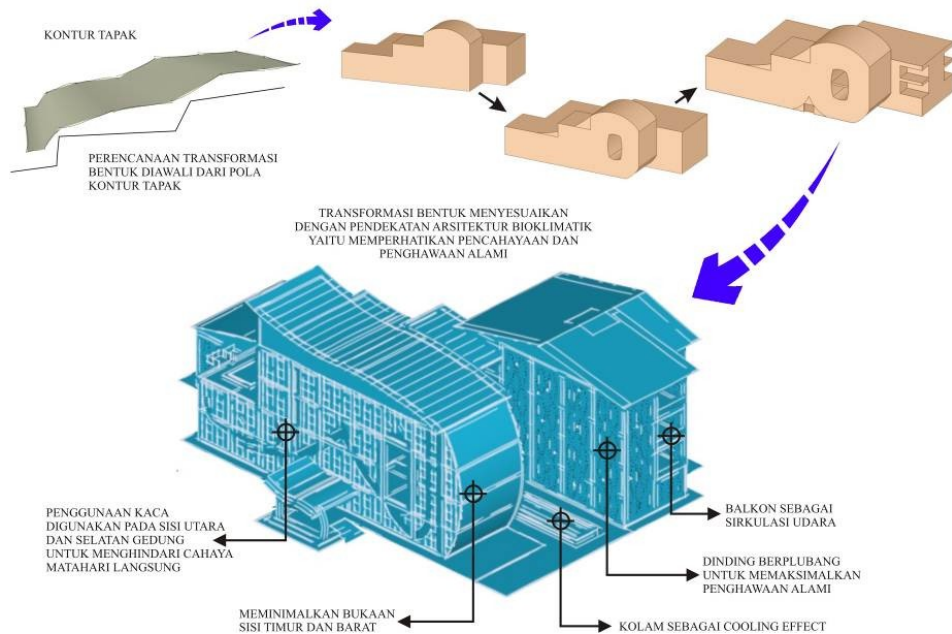 KONTUR TAPAK
PERENCANAAN TRANSFORMASI
BENTUK DIAWALI DARI POLA
KONTUR TAPAK
TRANSFORMASI BENTUK MENYESUAIKAN
DENGAN PENDEKATAN ARSITEKTUR BIOKLIMATIK
YAITU MEMPERHATIKAN PENCAHAYAAN DAN
PENGHAWAAN ALAMI
PENGGUNAAN KACA
DIGUNAKAN PADA SISI UTARA
DAN SELATAN GEDUNG
UNTUK MENGHINDARI CAHAYA
MATAHARI LANGSUNG
MEMINIMALKAN BUKAAN
SISI TIMUR DAN BARAT
BALKON SEBAGAI
SIRKULASI UDARA
DINDING BERPLUBANG
UNTUK MEMAKSIMALKAN
PENGHAWAAN ALAMI
KOLAM SEBAGAI COOLING EFFECT